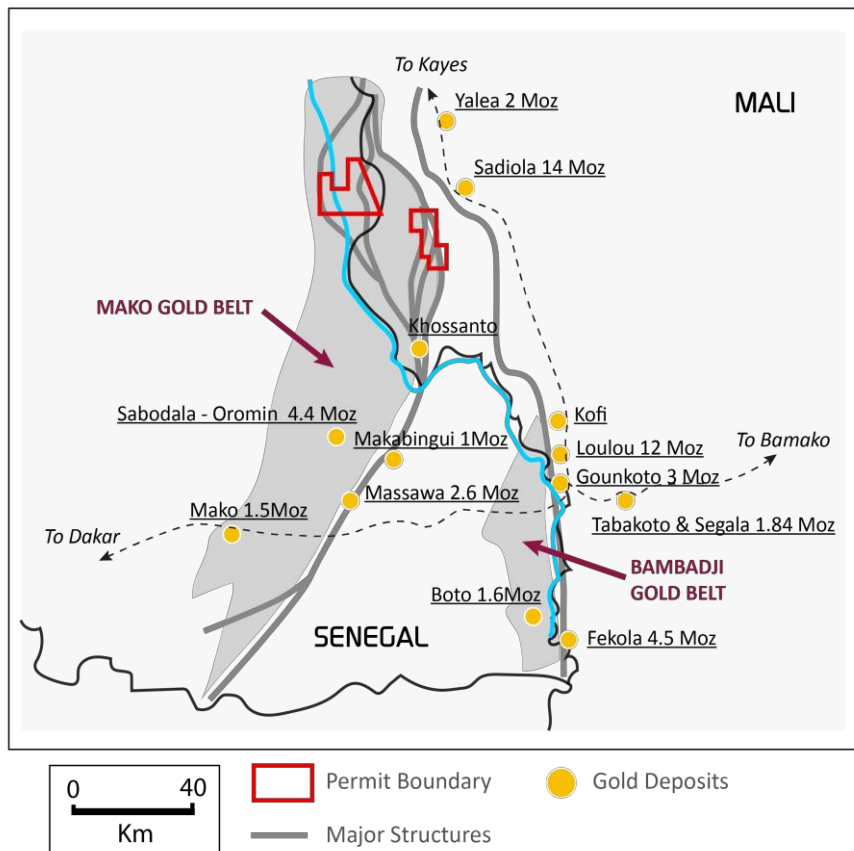 To Kayes
Yalea 2 Moz
MALI
Sadiola 14 Moz
MAKO GOLD BELT
Khossanto
Sabodala - Oromin 4.4 Moz
Kofi
Makabingui 1Moz
Loulou 12 Moz
To Bamako
Gounkoto 3 Moz
Massawa 2.6 Moz
Mako 1.5Moz
Tabakoto & Segala 1.84 Moz
To Dakar
BAMBADJI
GOLD BELT
Boto 1.6Moz
SENEGAL
Fekola 4.5 Moz
0 40
Km
Permit Boundary
Gold Deposits
Major Structures